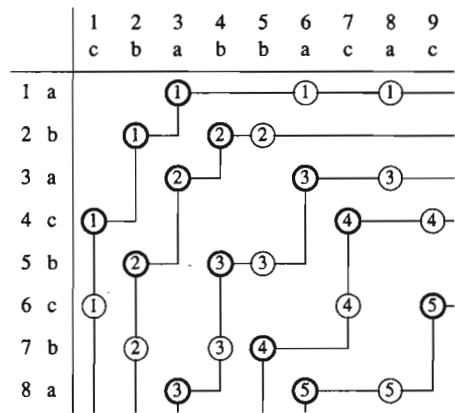 1 2 3 4 5 6 7 8 9
c b a b b a c a c
1 a 1 1 1
2 b 1 2 2
3 a 2 3 3
4 c 1 4 4
5 b 2 3 3
6 c 1 4 5
7 b 2 3 4
8 a 3 5 5